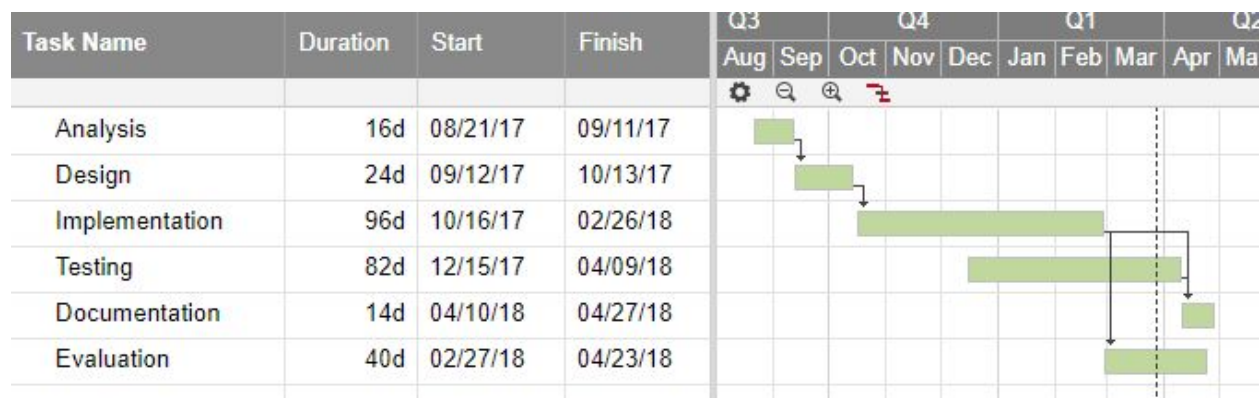 Task Name Duration Start Finish Q3 Q4 Q1 Q2
Aug Sep Oct Nov Dec Jan Feb Mar Apr Ma
Analysis 16d 08/21/17 09/11/17
Design 24d 09/12/17 10/13/17
Implementation 96d 10/16/17 02/26/18
Testing 82d 12/15/17 04/09/18
Documentation 14d 04/10/18 04/27/18
Evaluation 40d 02/27/18 04/23/18